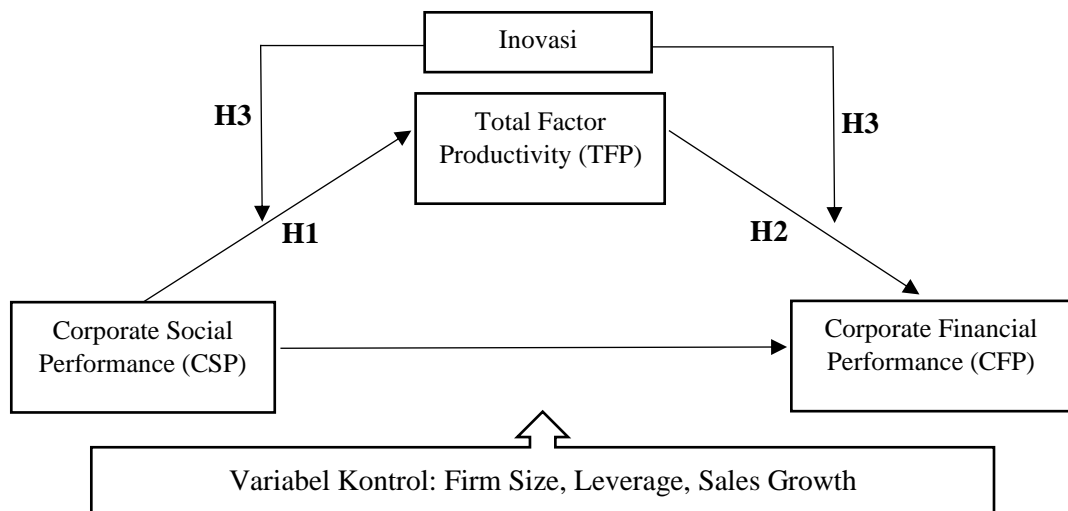 Inovasi
H3
Total Factor
Productivity (TFP)
H3
H1
H2
Corporate Social
Performance (CSP)
Corporate Financial
Performance (CFP)
Variabel Kontrol: Firm Size, Leverage, Sales Growth